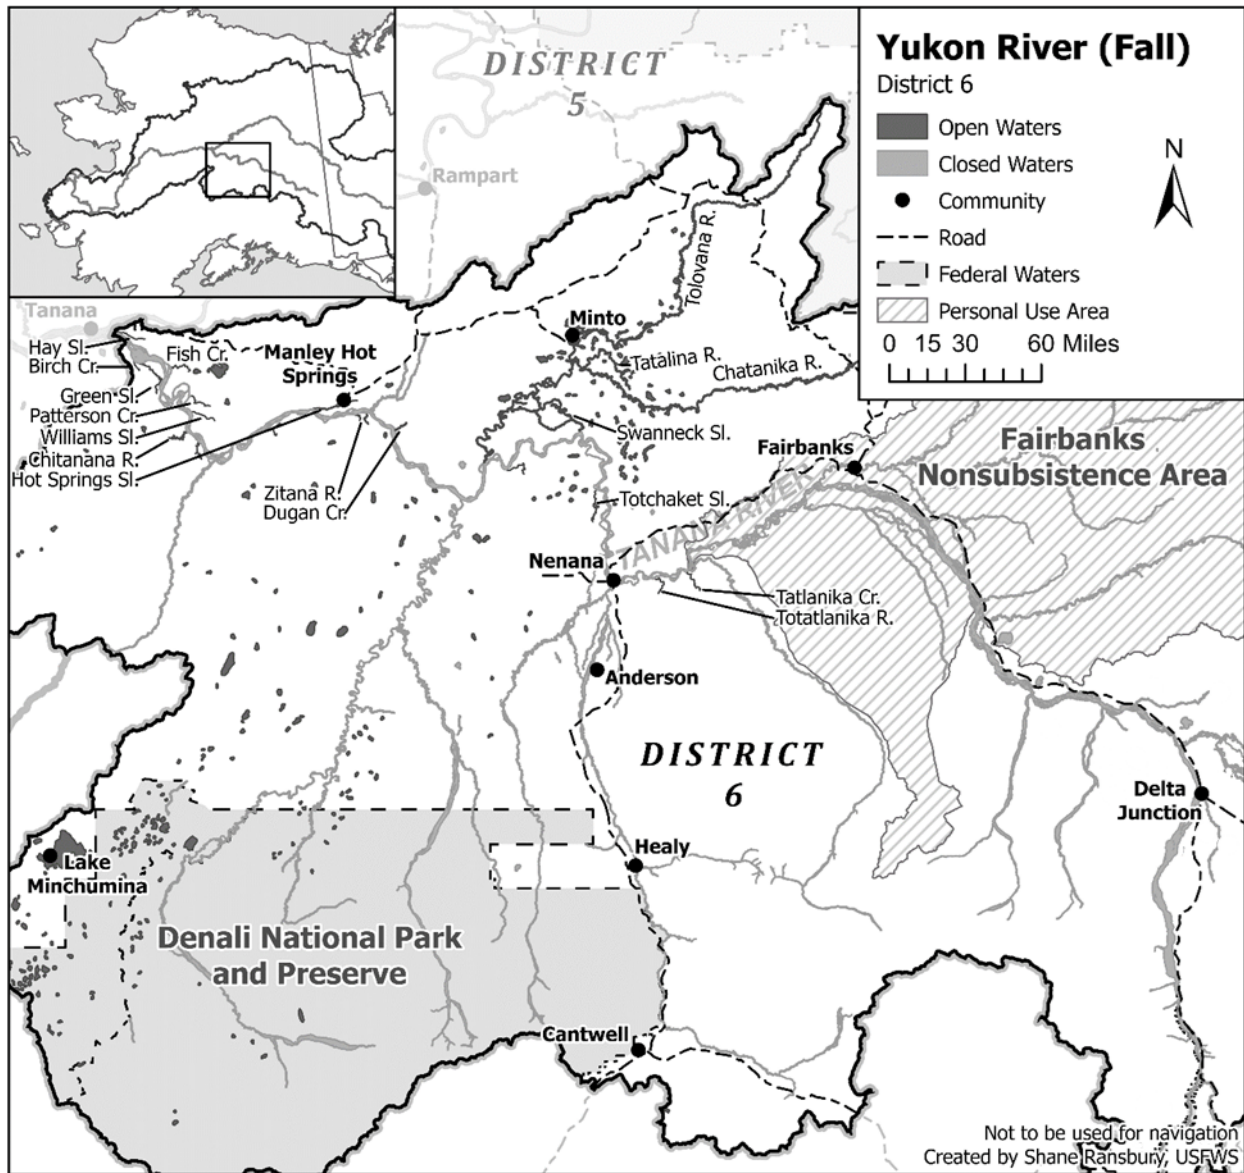 DISTRICT
5
Rampart
Yukon River (Fall)
District 6
Open Waters
Closed Waters
Community
Road
Federal Waters
Personal Use Area
0 15 30 60 Miles
N
Tanana
Hay Sl.
Birch Cr.
Fish Cr.
Green Sl.
Patterson Cr.
Williams Sl.
Chitanana R.
Hot Springs Sl.
Manley Hot
Springs
Zitana R.
Dugan Cr.
Minto
Tolovana R.
Tatalina R.
Chatanika R.
Swanneck Sl.
Totchaket Sl.
Fairbanks
Fairbanks
Nonsubsistence Area
TANANA RIVER
Nenana
Tatlanika Cr.
Totatlanika R.
Anderson
DISTRICT
6
Delta
Junction
Healy
Lake
Minchumina
Denali National Park
and Preserve
Cantwell
Not to be used for navigation
Created by Shane Ransbury, USFWS